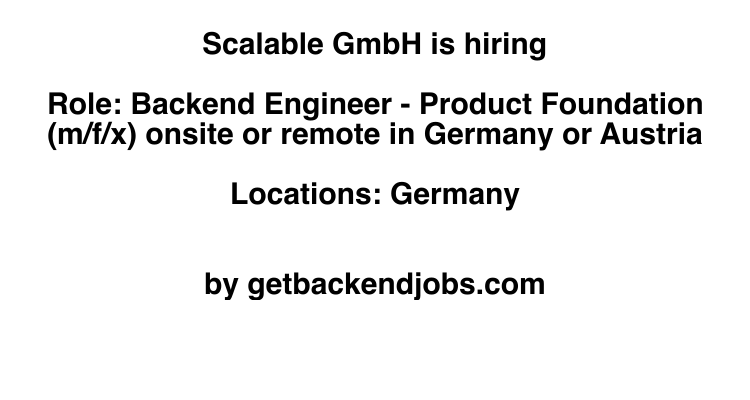 Scalable GmbH is hiring
Role: Backend Engineer - Product Foundation
(m/f/x) onsite or remote in Germany or Austria
Locations: Germany
by getbackendjobs.com